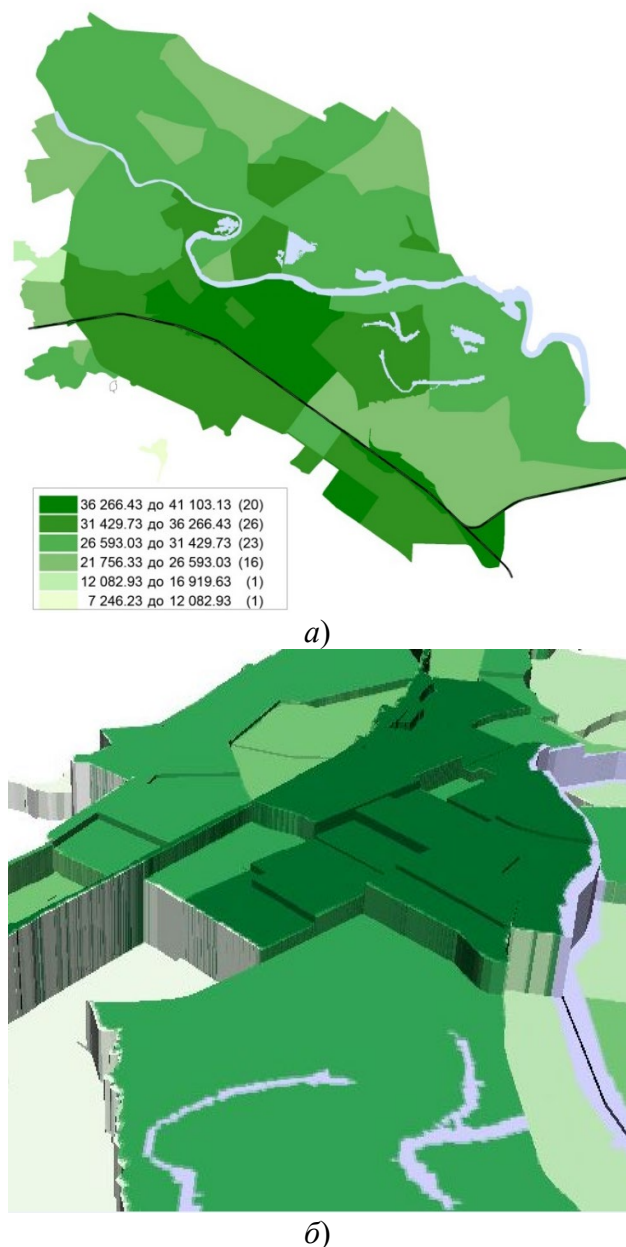 36 266.43 до 41 103.13 (20)
31 429.73 до 36 266.43 (26)
26 593.03 до 31 429.73 (23)
21 756.33 до 26 593.03 (16)
12 082.93 до 16 919.63 (1)
7 246.23 до 12 082.93 (1)
а)
б)